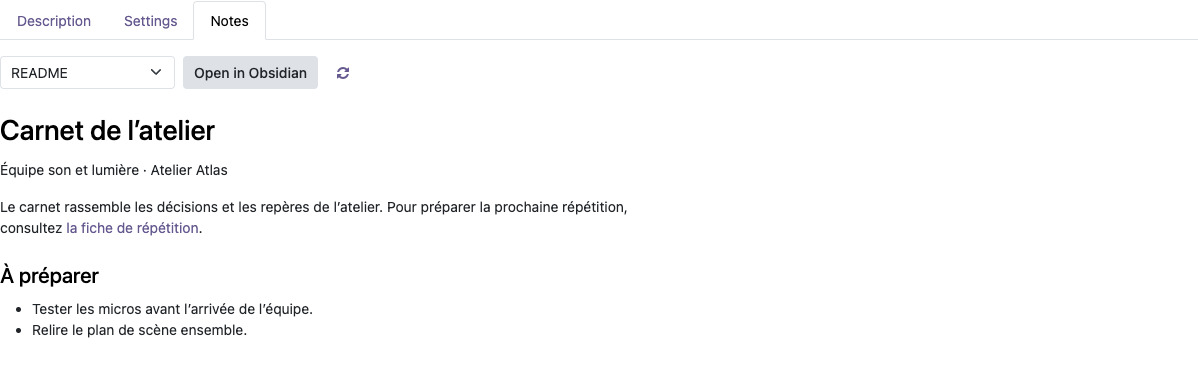 Description Settings Notes
README Open in Obsidian
Carnet de l’atelier
Équipe son et lumière · Atelier Atlas
Le carnet rassemble les décisions et les repères de l’atelier. Pour préparer la prochaine répétition,
consultez la fiche de répétition.
À préparer
• Tester les micros avant l’arrivée de l’équipe.
• Relire le plan de scène ensemble.